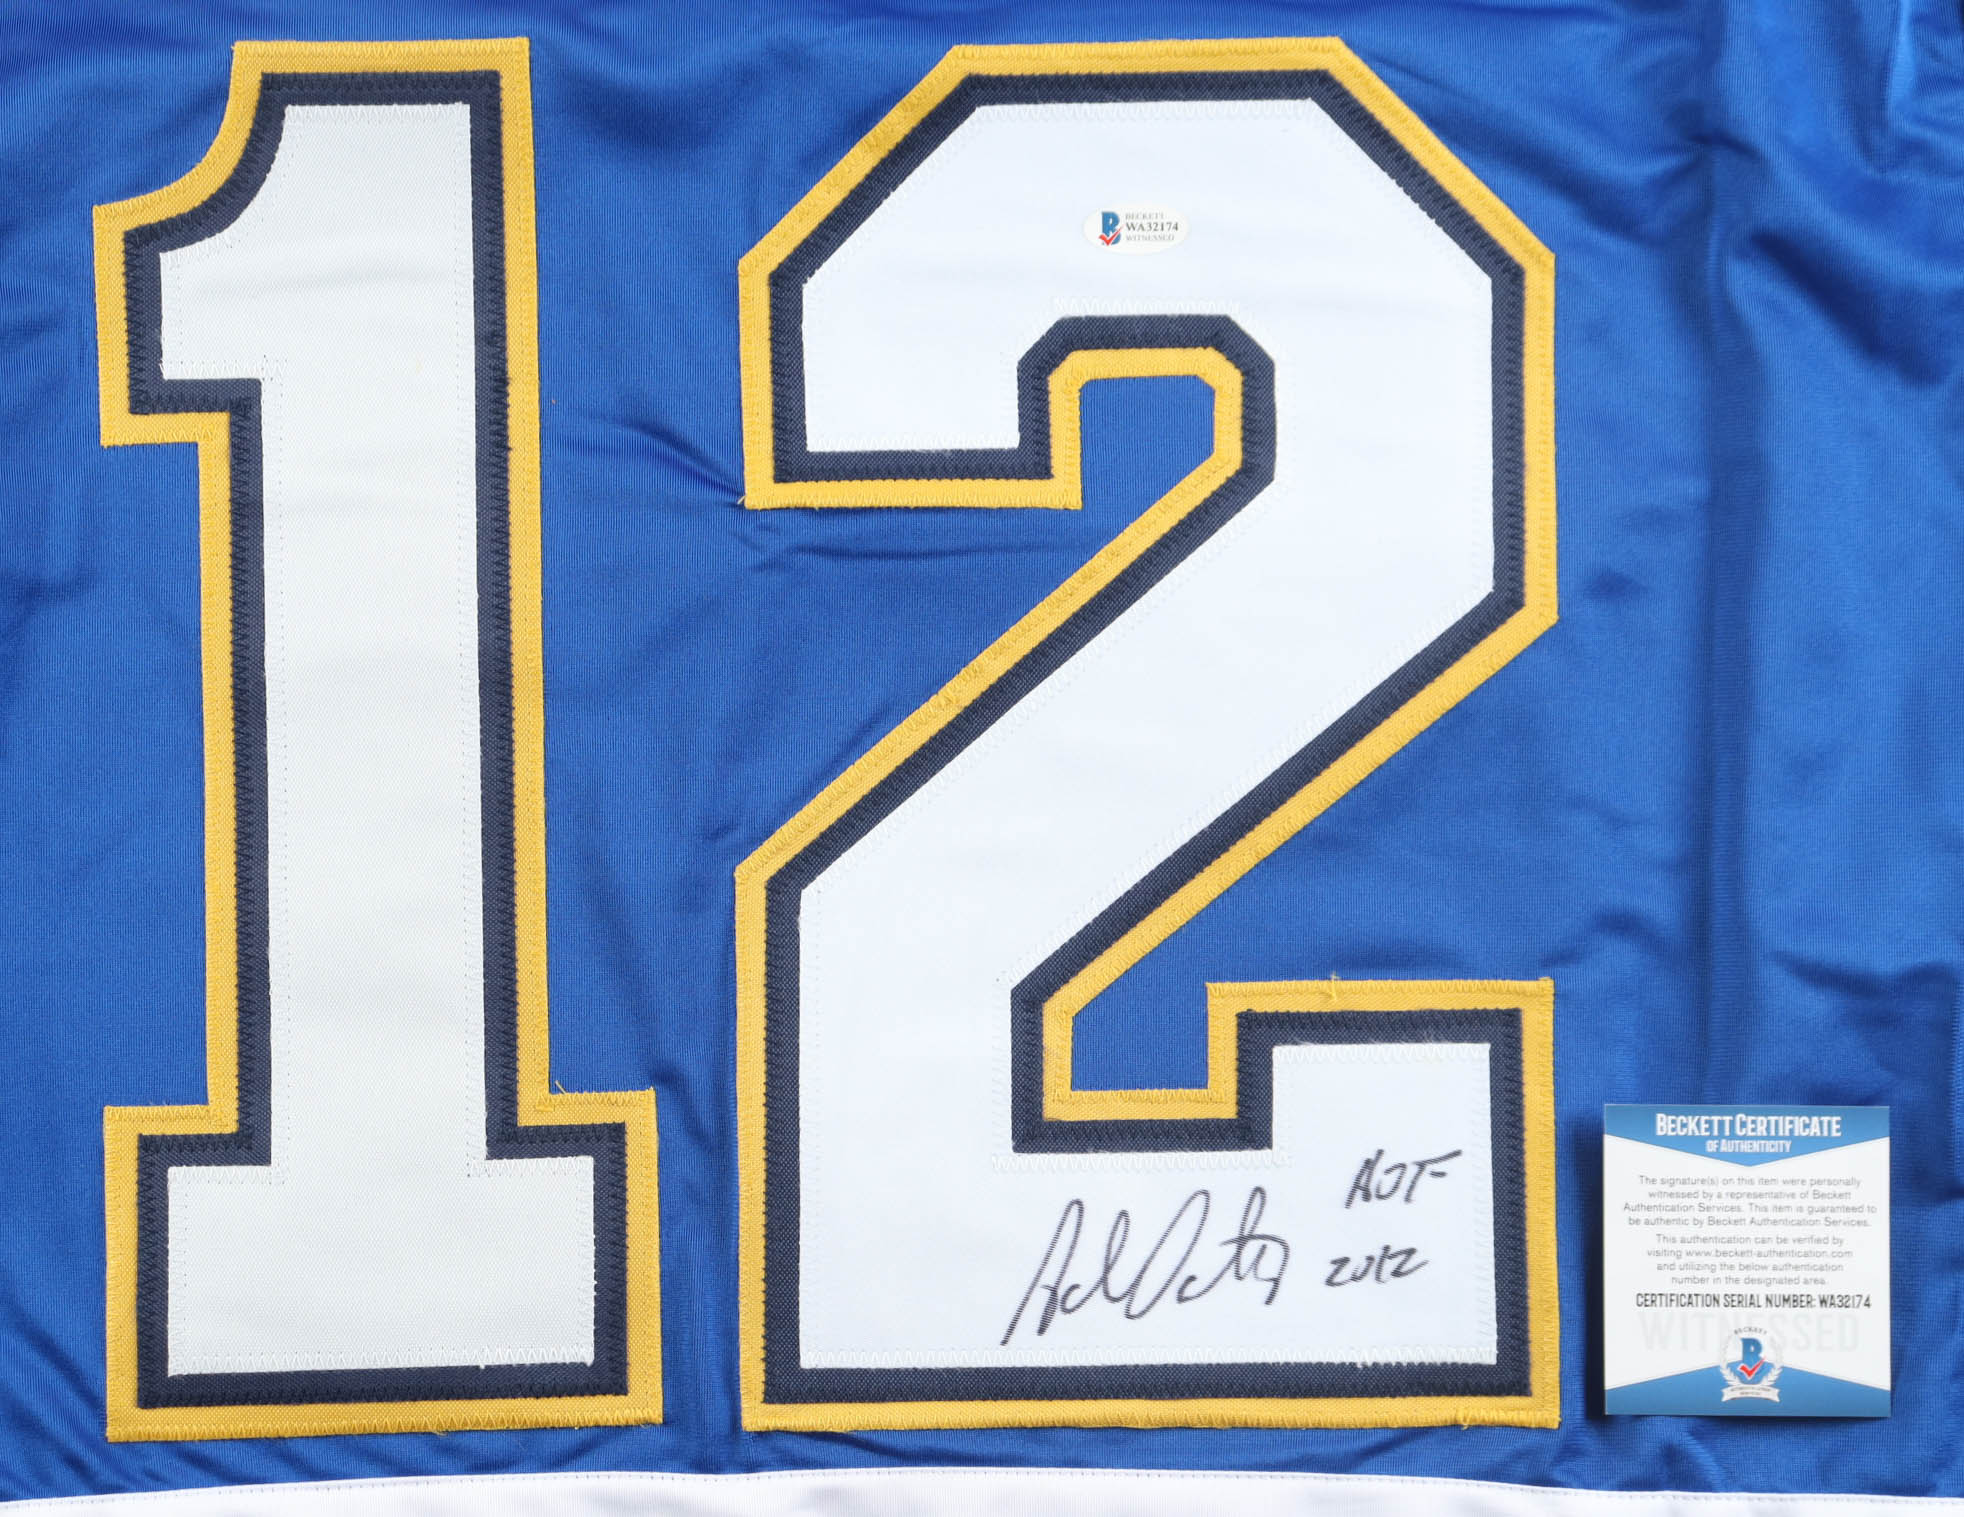 12
BECKETT
WA32174
WITNESSED
HOF
2012
BECKETT CERTIFICATE
OF AUTHENTICITY
The signature(s) on this item were personally
witnessed by a representative of Beckett
Authentication Services. This item is guaranteed to
be authentic by Beckett Authentication Services.
This authentication can be verified by
visiting www.beckett-authentication.com
and utilizing the below authentication
number in the designated area.
CERTIFICATION SERIAL NUMBER: WA32174
WITNESSED
BECKETT